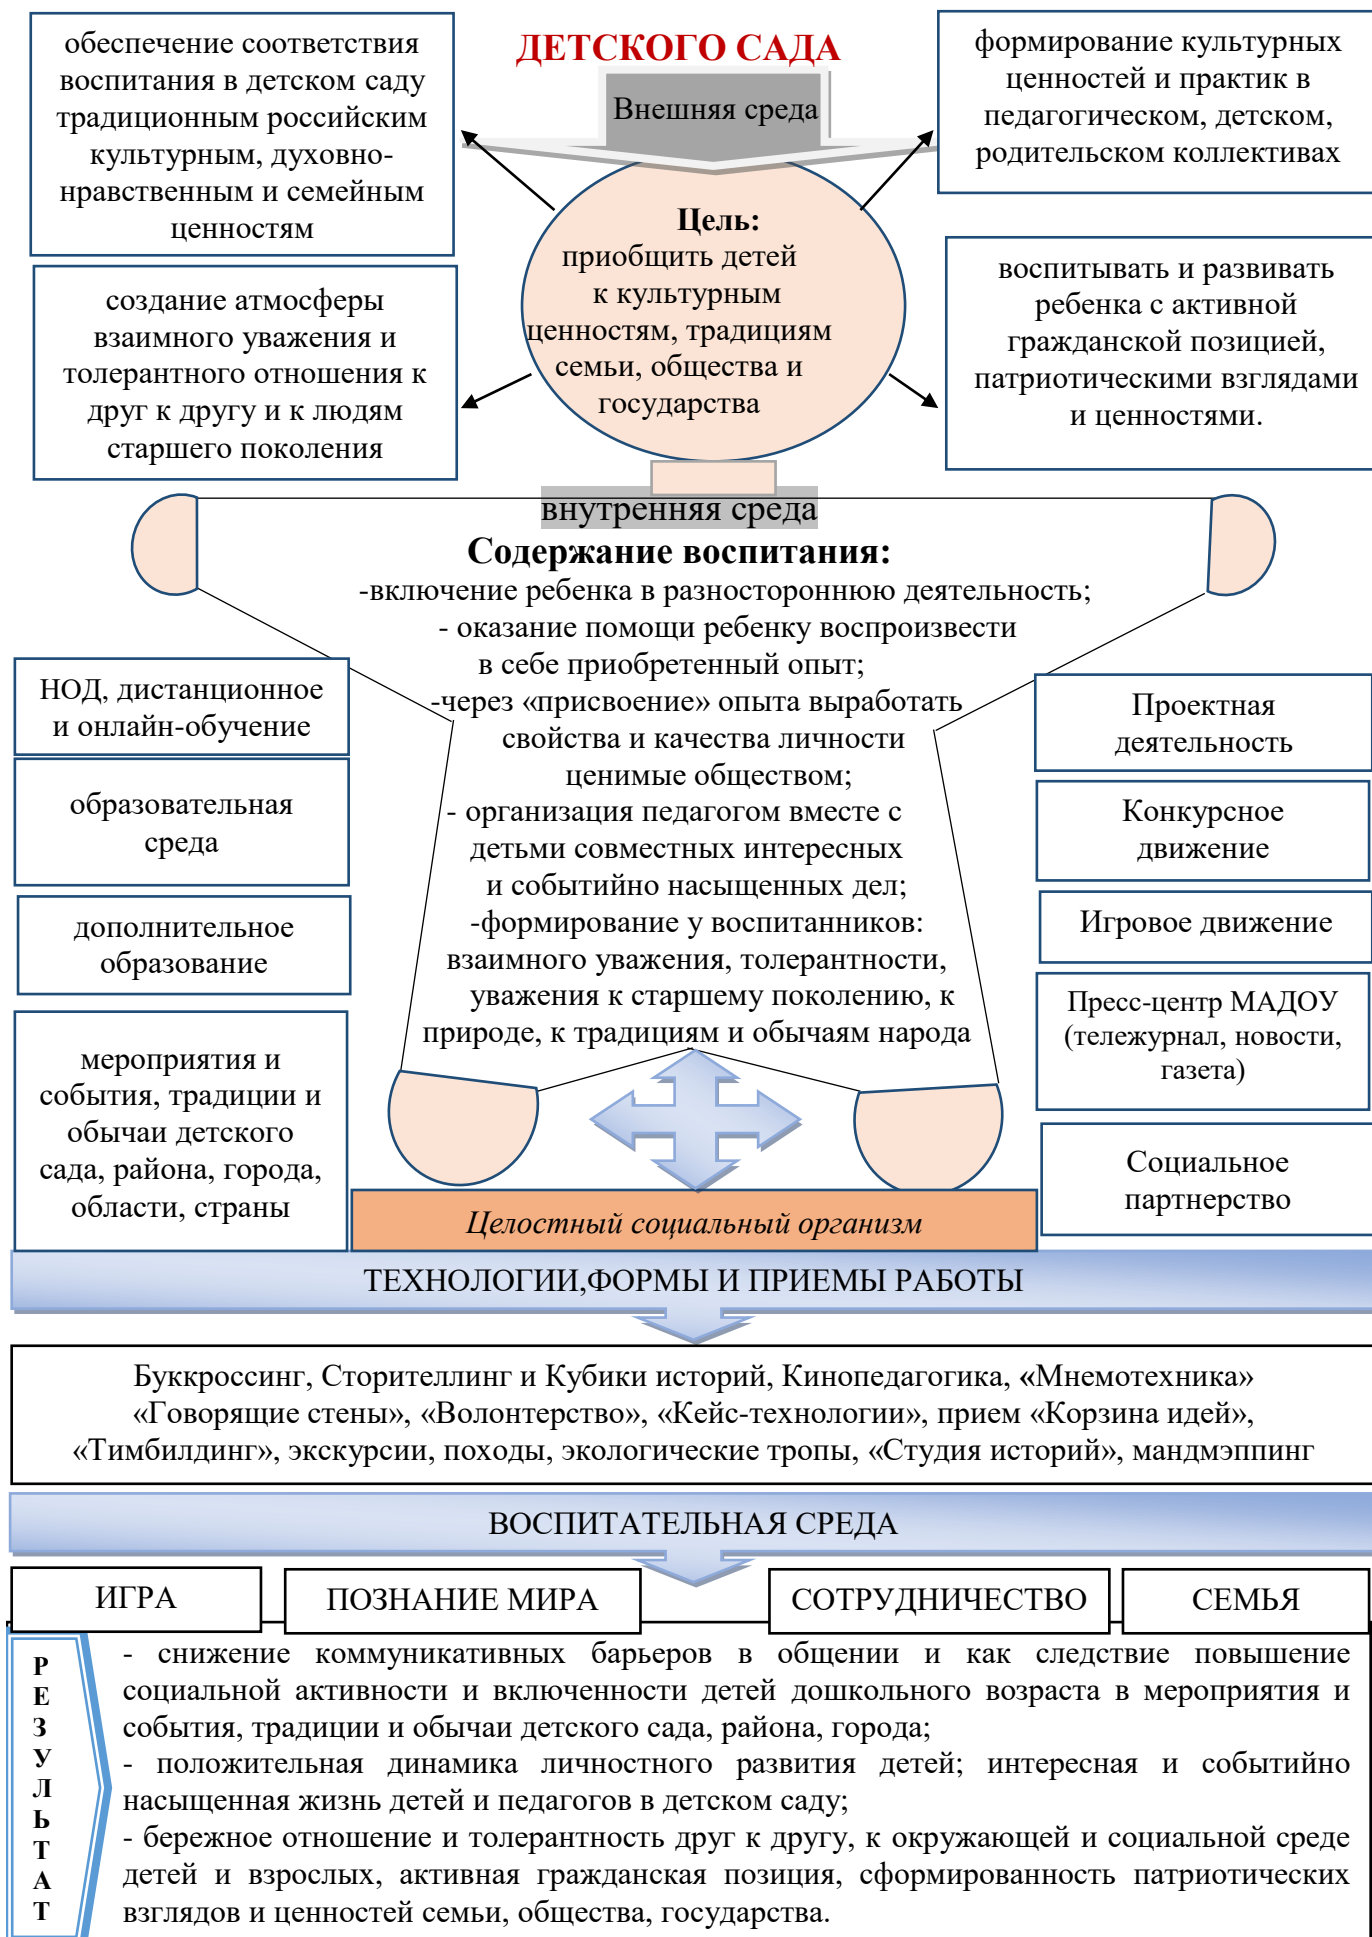 ДЕТСКОГО САДА
Внешняя среда
обеспечение соответствия
воспитания в детском саду
традиционным российским
культурным, духовно-
нравственным и семейным
ценностям
формирование культурных
ценностей и практик в
педагогическом, детском,
родительском коллективах
Цель:
приобщить детей
к культурным
ценностям, традициям
семьи, общества и
государства
создание атмосферы
взаимного уважения и
толерантного отношения к
друг к другу и к людям
старшего поколения
воспитывать и развивать
ребенка с активной
гражданской позицией,
патриотическими взглядами
и ценностями.
внутренняя среда
Содержание воспитания:
-включение ребенка в разностороннюю деятельность;
- оказание помощи ребенку воспроизвести
в себе приобретенный опыт;
-через «присвоение» опыта выработать
свойства и качества личности
ценимые обществом;
- организация педагогом вместе с
детьми совместных интересных
и событийно насыщенных дел;
-формирование у воспитанников:
взаимного уважения, толерантности,
уважения к старшему поколению, к
природе, к традициям и обычаям народа
НОД, дистанционное
и онлайн-обучение
образовательная
среда
дополнительное
образование
мероприятия и
события, традиции и
обычаи детского
сада, района, города,
области, страны
Проектная
деятельность
Конкурсное
движение
Игровое движение
Пресс-центр МАДОУ
(тележурнал, новости,
газета)
Социальное
партнерство
Целостный социальный организм
ТЕХНОЛОГИИ,ФОРМЫ И ПРИЕМЫ РАБОТЫ
Буккроссинг, Сторителлинг и Кубики историй, Кинопедагогика, «Мнемотехника»
«Говорящие стены», «Волонтерство», «Кейс-технологии», прием «Корзина идей»,
«Тимбилдинг», экскурсии, походы, экологические тропы, «Студия историй», мандмэппинг
ВОСПИТАТЕЛЬНАЯ СРЕДА
ИГРА
ПОЗНАНИЕ МИРА
СОТРУДНИЧЕСТВО
СЕМЬЯ
Р
Е
З
У
Л
Ь
Т
А
Т
- снижение коммуникативных барьеров в общении и как следствие повышение
социальной активности и включенности детей дошкольного возраста в мероприятия и
события, традиции и обычаи детского сада, района, города;
- положительная динамика личностного развития детей; интересная и событийно
насыщенная жизнь детей и педагогов в детском саду;
- бережное отношение и толерантность друг к другу, к окружающей и социальной среде
детей и взрослых, активная гражданская позиция, сформированность патриотических
взглядов и ценностей семьи, общества, государства.